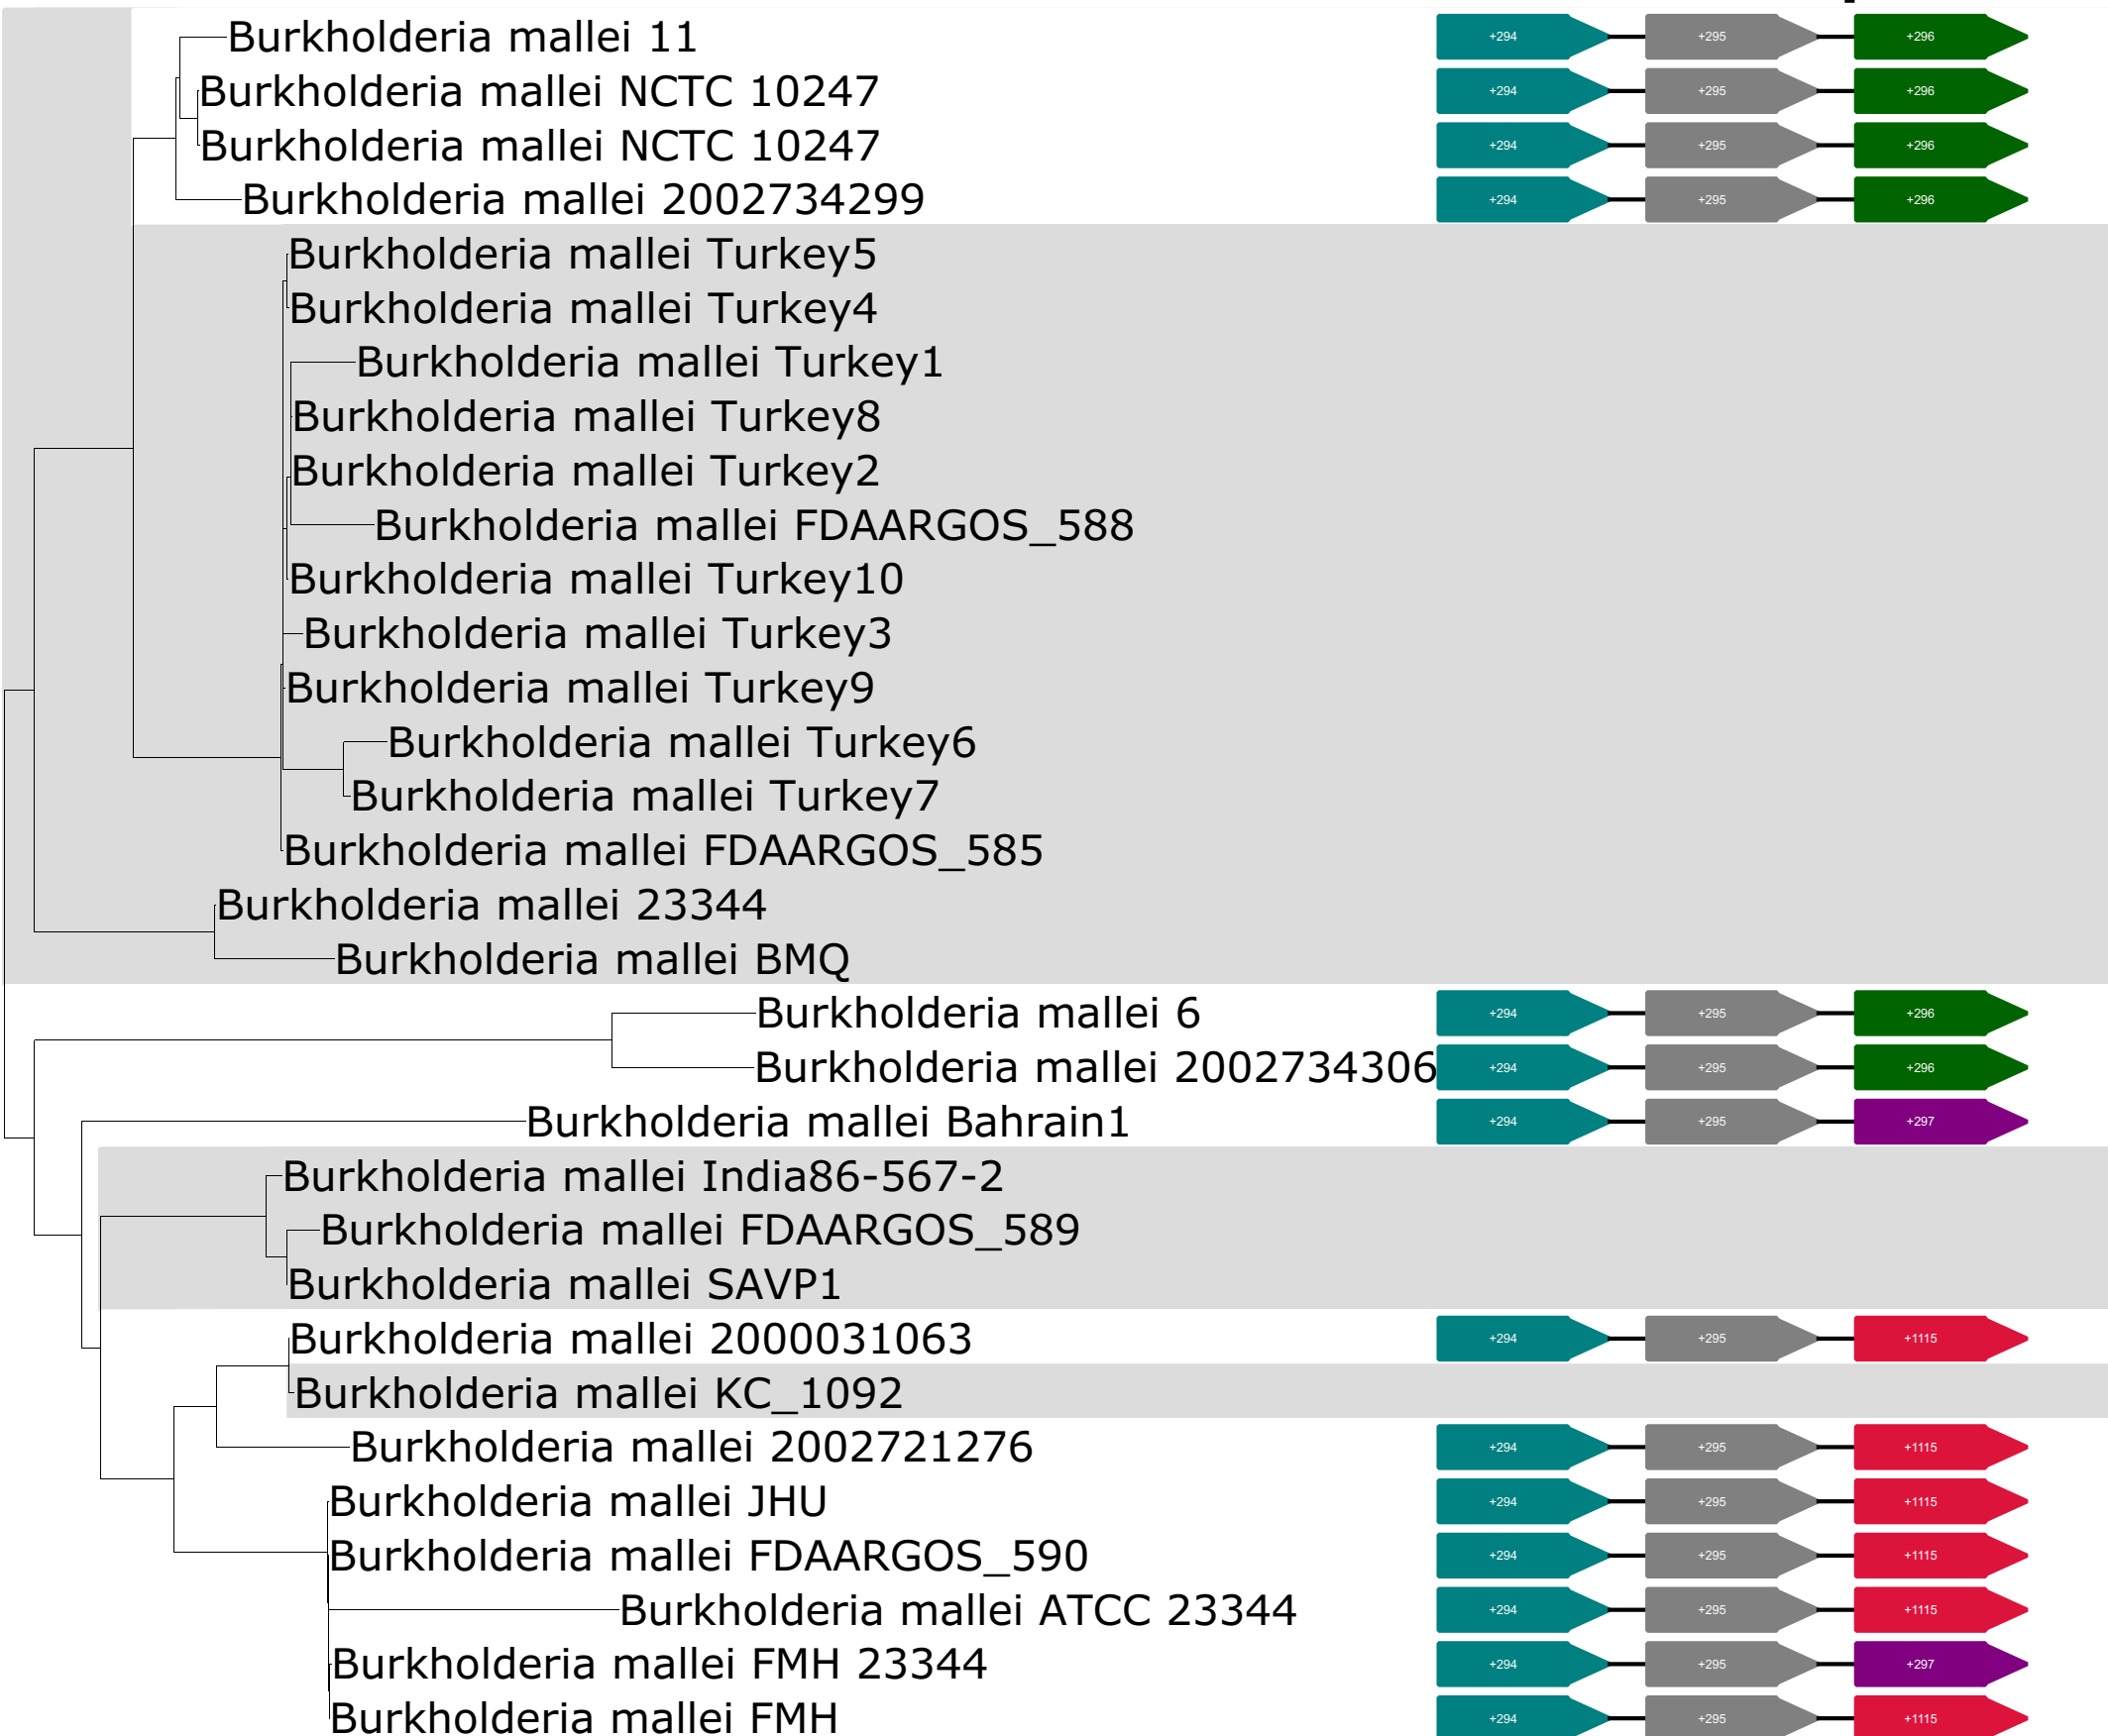 Burkholderia mallei 11 +294 +295 +296
Burkholderia mallei NCTC 10247 +294 +295 +296
Burkholderia mallei NCTC 10247 +294 +295 +296
Burkholderia mallei 2002734299 +294 +295 +296
Burkholderia mallei Turkey5
Burkholderia mallei Turkey4
Burkholderia mallei Turkey1
Burkholderia mallei Turkey8
Burkholderia mallei Turkey2
Burkholderia mallei FDAARGOS_588
Burkholderia mallei Turkey10
Burkholderia mallei Turkey3
Burkholderia mallei Turkey9
Burkholderia mallei Turkey6
Burkholderia mallei Turkey7
Burkholderia mallei FDAARGOS_585
Burkholderia mallei 23344
Burkholderia mallei BMQ
Burkholderia mallei 6 +294 +295 +296
Burkholderia mallei 2002734306 +294 +295 +296
Burkholderia mallei Bahrain1 +294 +295 +297
Burkholderia mallei India86-567-2
Burkholderia mallei FDAARGOS_589
Burkholderia mallei SAVP1
Burkholderia mallei 2000031063 +294 +295 +1115
Burkholderia mallei KC_1092
Burkholderia mallei 2002721276 +294 +295 +1115
Burkholderia mallei JHU +294 +295 +1115
Burkholderia mallei FDAARGOS_590 +294 +295 +1115
Burkholderia mallei ATCC 23344 +294 +295 +1115
Burkholderia mallei FMH 23344 +294 +295 +297
Burkholderia mallei FMH +294 +295 +1115